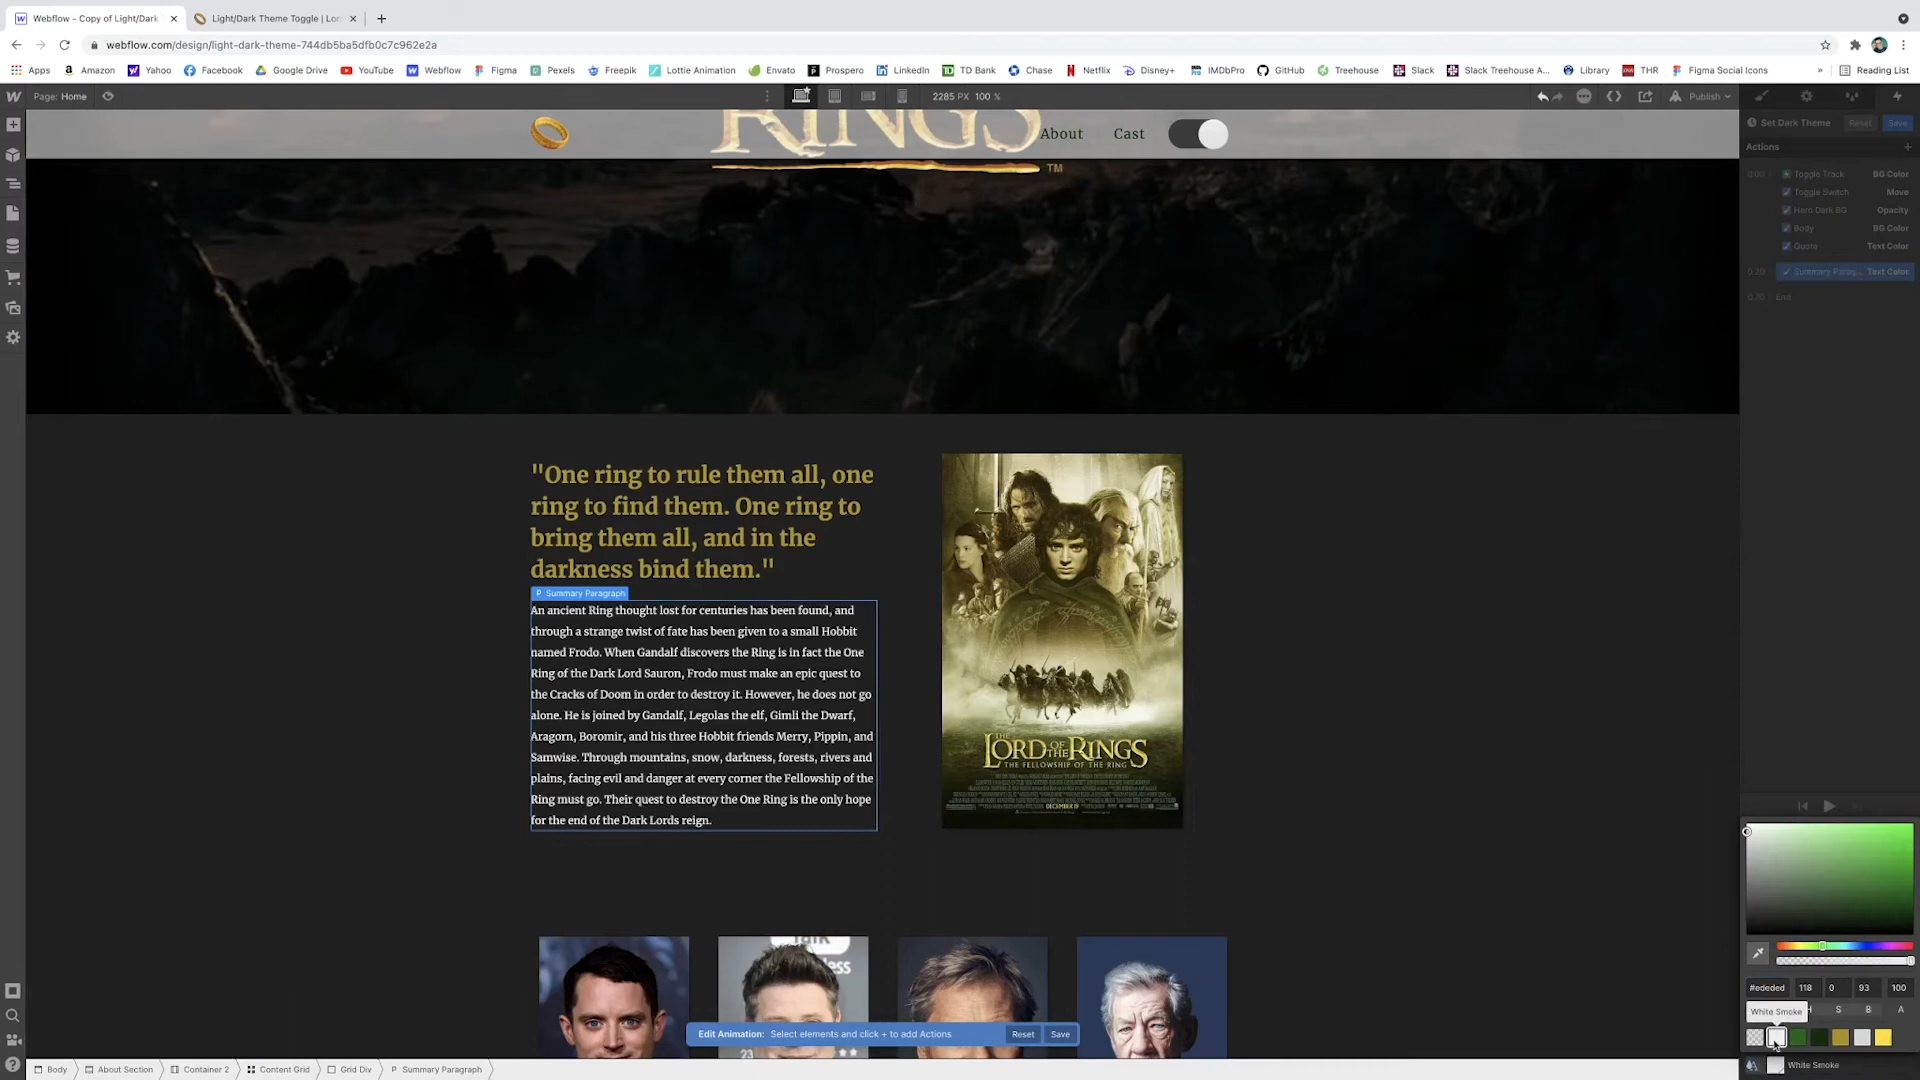 Webflow - Copy of Light/Dark
Light/Dark Theme Toggle | Lor
webflow.com/design/light-dark-theme-744db5ba5dfb0c7c962e2a
Apps Amazon Yahoo Facebook Google Drive YouTube Webflow Figma Pexels Freepik Lottie Animation Envato Prospero LinkedIn TD Bank Chase Netflix Disney+ IMDbPro GitHub Treehouse Slack Slack Treehouse A... Library THR Figma Social Icons » Reading List
Page: Home
2285 PX 100 %
Publish
RINGS
TM
About Cast
Set Dark Theme Reset Save
Actions
0.00 Toggle Track BG Color
Toggle Switch Move
Hero Dark BG Opacity
Body BG Color
Quote Text Color
0.20 Summary Parag... Text Color
0.70 End
"One ring to rule them all, one
ring to find them. One ring to
bring them all, and in the
darkness bind them."
Summary Paragraph
An ancient Ring thought lost for centuries has been found, and
through a strange twist of fate has been given to a small Hobbit
named Frodo. When Gandalf discovers the Ring is in fact the One
Ring of the Dark Lord Sauron, Frodo must make an epic quest to
the Cracks of Doom in order to destroy it. However, he does not go
alone. He is joined by Gandalf, Legolas the elf, Gimli the Dwarf,
Aragorn, Boromir, and his three Hobbit friends Merry, Pippin, and
Samwise. Through mountains, snow, darkness, forests, rivers and
plains, facing evil and danger at every corner the Fellowship of the
Ring must go. Their quest to destroy the One Ring is the only hope
for the end of the Dark Lords reign.
THE
LORD OF THE RINGS
THE FELLOWSHIP OF THE RING
DECEMBER 19
Talk
23
Edit Animation: Select elements and click + to add Actions Reset Save
#ededed 118 0 93 100
White Smoke
H S B A
White Smoke
Body About Section Container 2 Content Grid Grid Div Summary Paragraph